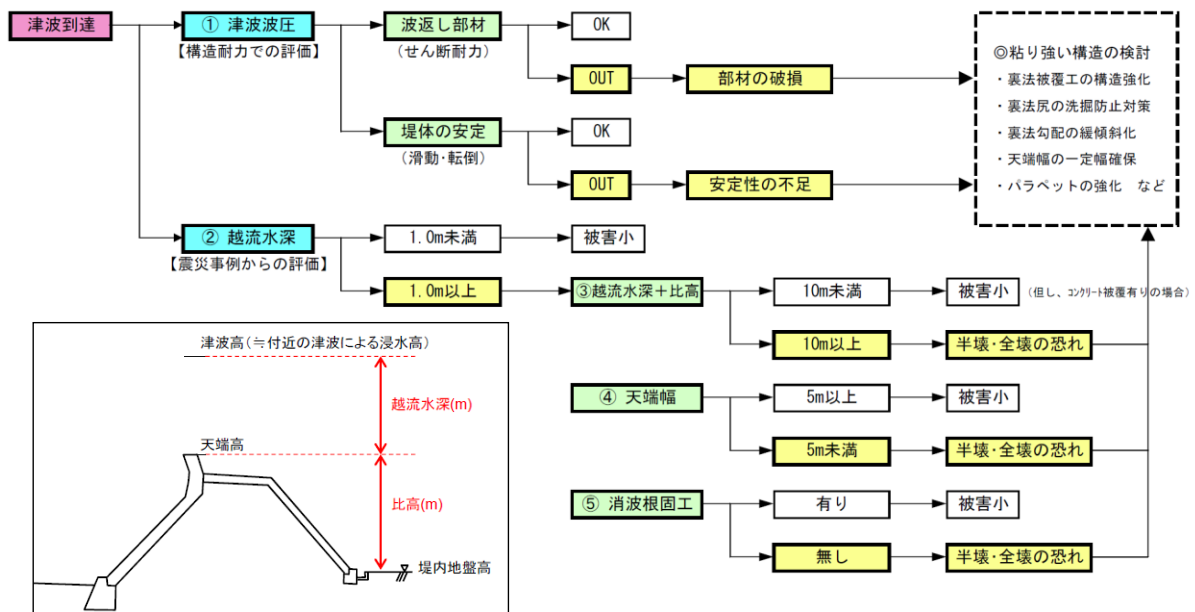 津波到達
① 津波波圧
【構造耐力での評価】
波返し部材
(せん断耐力)
OK
OUT
部材の破損
堤体の安定
(滑動・転倒)
OK
OUT
安定性の不足
◎粘り強い構造の検討
・裏法被覆工の構造強化
・裏法尻の洗掘防止対策
・裏法勾配の緩傾斜化
・天端幅の一定幅確保
・パラペットの強化 など
② 越流水深
【震災事例からの評価】
1.0m未満
被害小
1.0m以上
③越流水深＋比高
10m未満
被害小
(但し、コンクリート被覆有りの場合)
10m以上
半壊・全壊の恐れ
④ 天端幅
5m以上
被害小
5m未満
半壊・全壊の恐れ
⑤ 消波根固工
有り
被害小
無し
半壊・全壊の恐れ
津波高(≒付近の津波による浸水高)
越流水深(m)
天端高
比高(m)
堤内地盤高